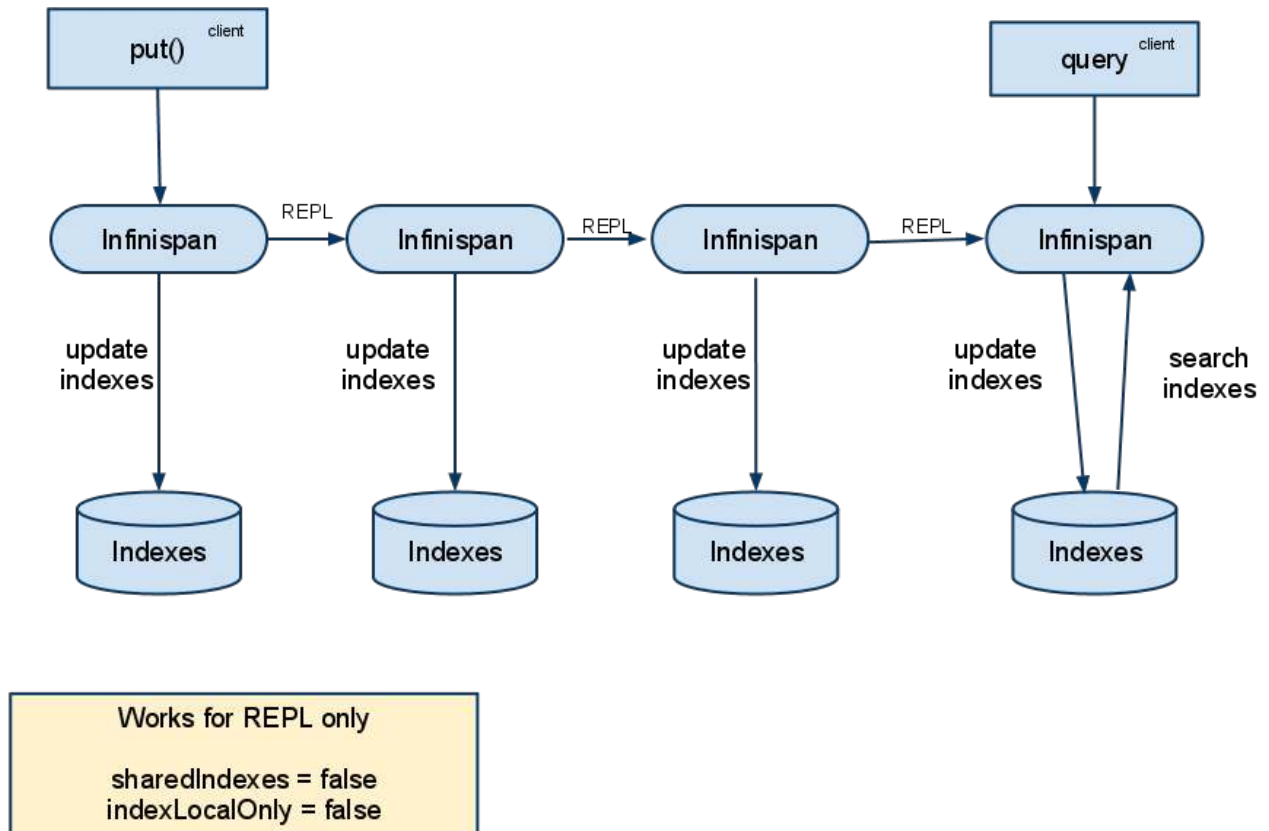 put()
client
query
client
Infinispan
REPL
Infinispan
REPL
Infinispan
REPL
Infinispan
update
indexes
update
indexes
update
indexes
update
indexes
search
indexes
Indexes
Indexes
Indexes
Indexes
Works for REPL only
sharedIndexes = false
indexLocalOnly = false